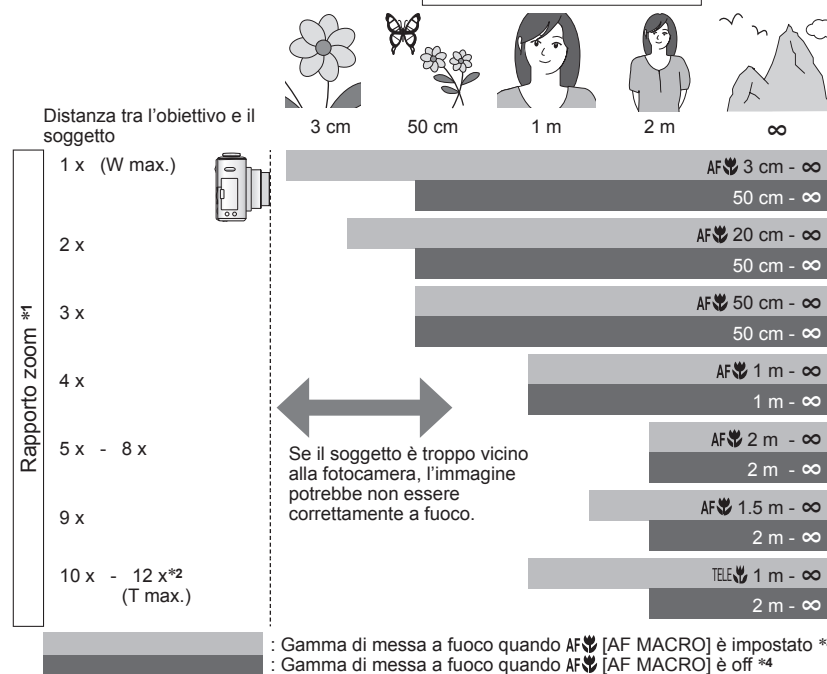 Distanza tra l'obiettivo e il
soggetto
3 cm
50 cm
1 m
2 m
∞
Rapporto zoom *1
1 x (W max.)
AF 3 cm - ∞
50 cm - ∞
2 x
AF 20 cm - ∞
50 cm - ∞
3 x
AF 50 cm - ∞
50 cm - ∞
4 x
AF 1 m - ∞
1 m - ∞
5 x - 8 x
AF 2 m - ∞
2 m - ∞
Se il soggetto è troppo vicino
alla fotocamera, l'immagine
potrebbe non essere
correttamente a fuoco.
9 x
AF 1.5 m - ∞
2 m - ∞
10 x - 12 x*2
(T max.)
TELE 1 m - ∞
2 m - ∞
: Gamma di messa a fuoco quando AF [AF MACRO] è impostato *
: Gamma di messa a fuoco quando AF [AF MACRO] è off *4